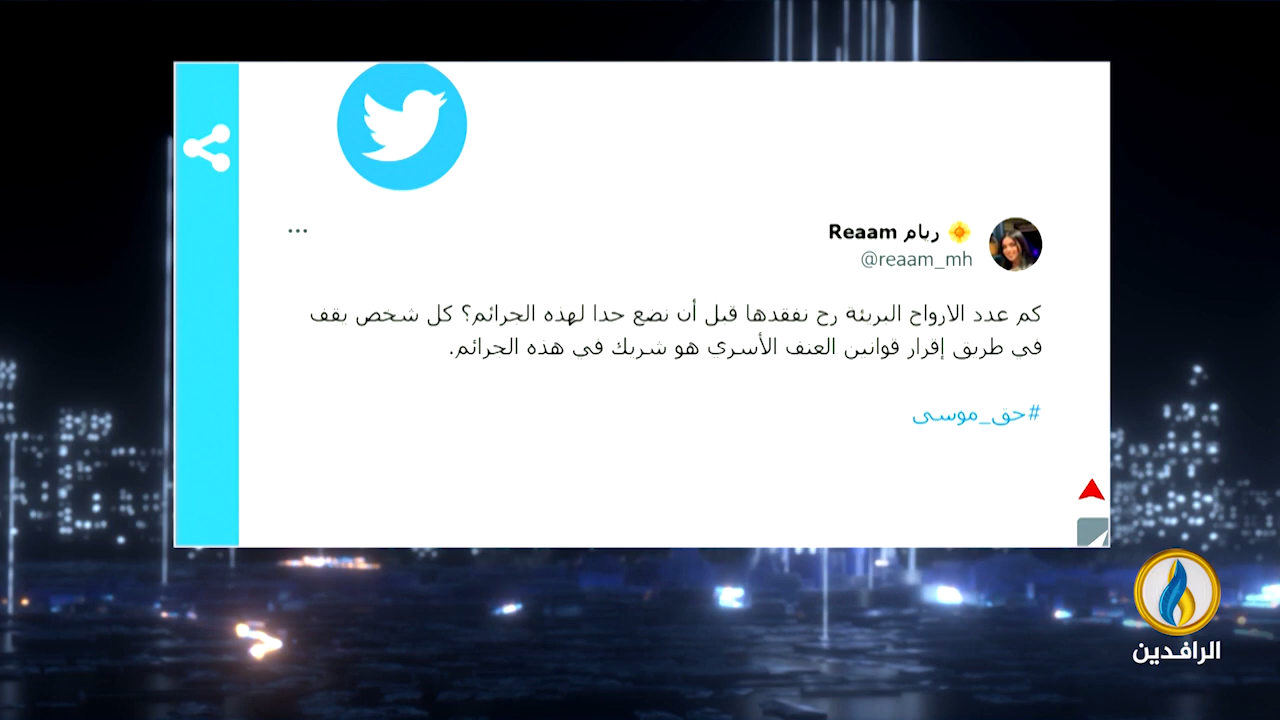 ريام Reaam
@reaam_mh
كم عدد الارواح البريئة رح نفقدها قبل أن نضع حدا لهذه الجرائم؟ كل شخص يقف
في طريق إقرار قوانين العنف الأسري هو شريك في هذه الجرائم.
#حق_موسى
الرافدين